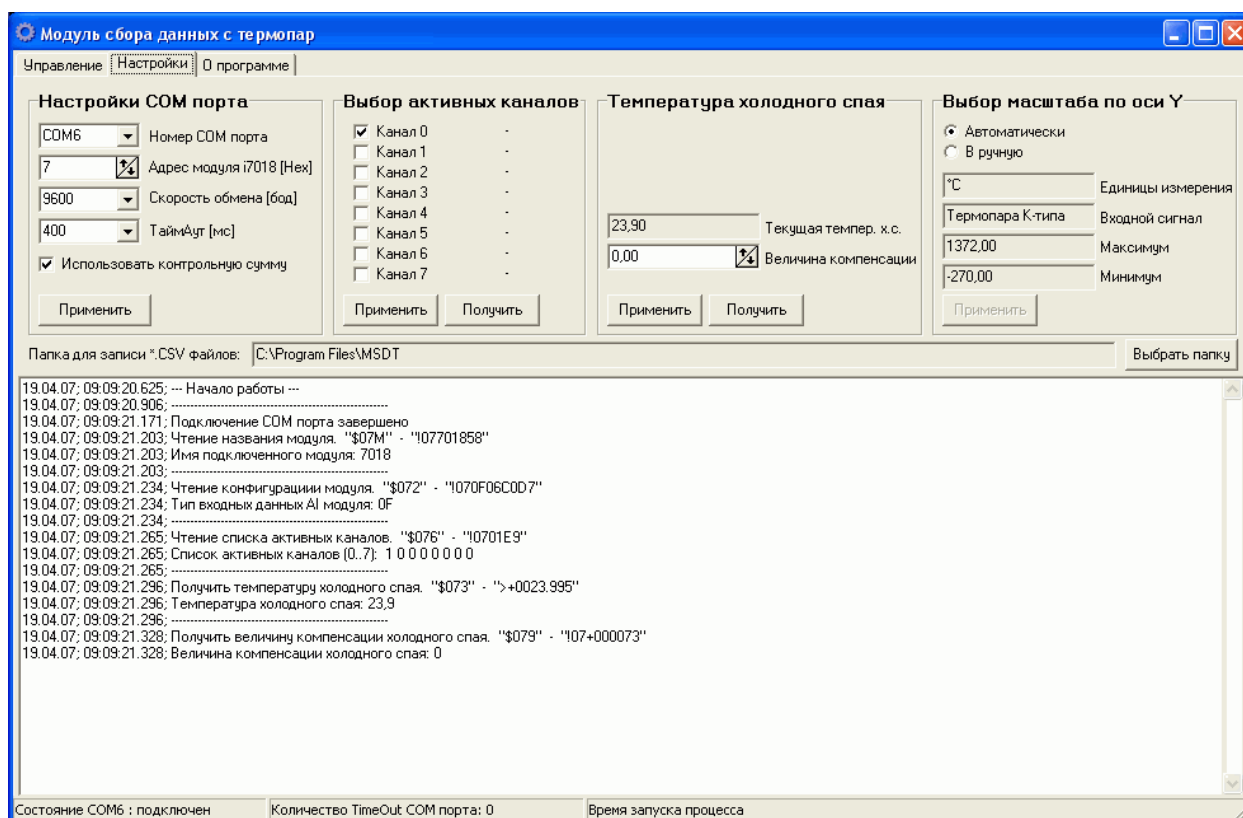 Модуль сбора данных с термопар
Управление Настройки О программе
Настройки COM порта
COM6 Номер COM порта
7 Адрес модуля i7018 [Hex]
9600 Скорость обмена [бод]
400 ТаймАут [мс]
Использовать контрольную сумму
Применить
Выбор активных каналов
Канал 0 -
Канал 1 -
Канал 2 -
Канал 3 -
Канал 4 -
Канал 5 -
Канал 6 -
Канал 7 -
Применить Получить
Температура холодного спая
23,90 Текущая темпер. х.с.
0,00 Величина компенсации
Применить Получить
Выбор масштаба по оси Y
Автоматически
В ручную
°C Единицы измерения
Термопара К-типа Входной сигнал
1372,00 Максимум
-270,00 Минимум
Применить
Папка для записи *.CSV файлов: C:\Program Files\MSDT Выбрать папку
19.04.07; 09:09:20.625; --- Начало работы ---
19.04.07; 09:09:20.906; ------------------------------------------------------
19.04.07; 09:09:21.171; Подключение COM порта завершено
19.04.07; 09:09:21.203; Чтение названия модуля. "$07M" - "!07701858"
19.04.07; 09:09:21.203; Имя подключенного модуля: 7018
19.04.07; 09:09:21.203; ------------------------------------------------------
19.04.07; 09:09:21.234; Чтение конфигурациии модуля. "$072" - "!070F06C0D7"
19.04.07; 09:09:21.234; Тип входных данных AI модуля: 0F
19.04.07; 09:09:21.234; ------------------------------------------------------
19.04.07; 09:09:21.265; Чтение списка активных каналов. "$076" - "!0701E9"
19.04.07; 09:09:21.265; Список активных каналов (0..7): 1 0 0 0 0 0 0 0
19.04.07; 09:09:21.265; ------------------------------------------------------
19.04.07; 09:09:21.296; Получить температуру холодного спая. "$073" - ">+0023.995"
19.04.07; 09:09:21.296; Температура холодного спая: 23,9
19.04.07; 09:09:21.296; ------------------------------------------------------
19.04.07; 09:09:21.328; Получить величину компенсации холодного спая. "$079" - "!07+000073"
19.04.07; 09:09:21.328; Величина компенсации холодного спая: 0
Состояние COM6 : подключен Количество TimeOut COM порта: 0 Время запуска процесса